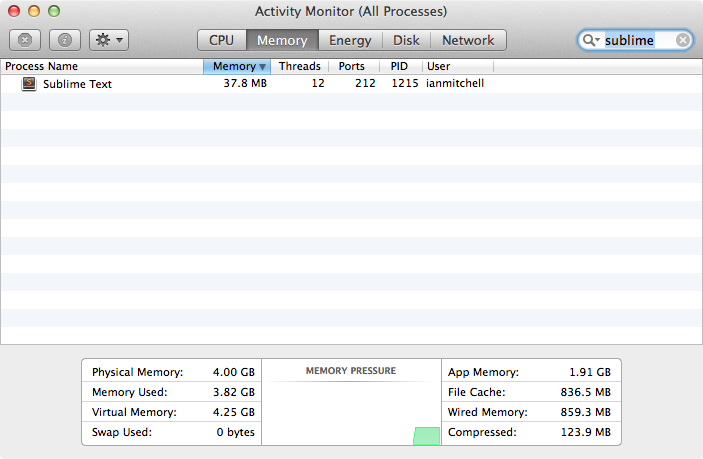 Activity Monitor (All Processes)
CPU Memory Energy Disk Network sublime
Process Name Memory Threads Ports PID User
Sublime Text 37.8 MB 12 212 1215 ianmitchell
Physical Memory: 4.00 GB MEMORY PRESSURE App Memory: 1.91 GB
Memory Used: 3.82 GB File Cache: 836.5 MB
Virtual Memory: 4.25 GB Wired Memory: 859.3 MB
Swap Used: 0 bytes Compressed: 123.9 MB